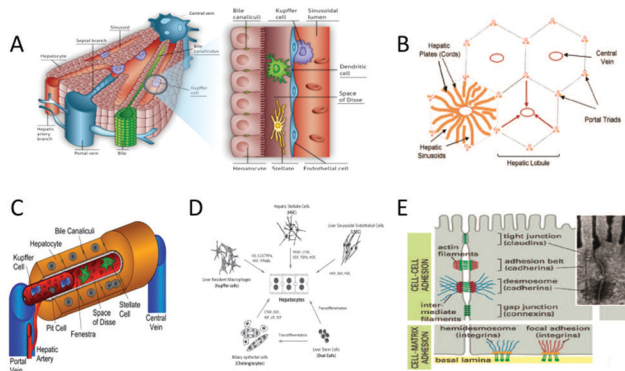 A
Central vein
Sinusoid
Septal branch
Bile canaliculus
Hepatocyte
Kupffer cell
Hepatic artery branch
Portal vein
Bile
Bile canaliculi
Kupffer cell
Sinusoidal lumen
Dendritic cell
Space of Disse
Hepatocyte
Stellate
Endothelial cell
B
Hepatic Plates (Cords)
Central Vein
Portal Triads
Hepatic Sinusoids
Hepatic Lobule
C
Bile Canaliculi
Hepatocyte
Kupffer Cell
Pit Cell
Fenestra
Space of Disse
Stellate Cell
Central Vein
Portal Vein
Hepatic Artery
D
Hepatic Stellate Cells
(HSC)
Liver Sinusoidal Endothelial Cells
Liver Resident Macrophages
(Kupffer cells)
Hepatocytes
Transdifferentiation
Transdifferentiation
Biliary epithelial cells
(Cholangiocytes)
Liver Stem Cells
(Oval Cells)
E
CELL-CELL ADHESION
CELL-MATRIX ADHESION
tight junction
(claudins)
actin filaments
adhesion belt
(cadherins)
desmosome
(cadherins)
intermediate filaments
gap junction
(connexins)
hemidesmosome
(integrins)
focal adhesion
(integrins)
basal lamina